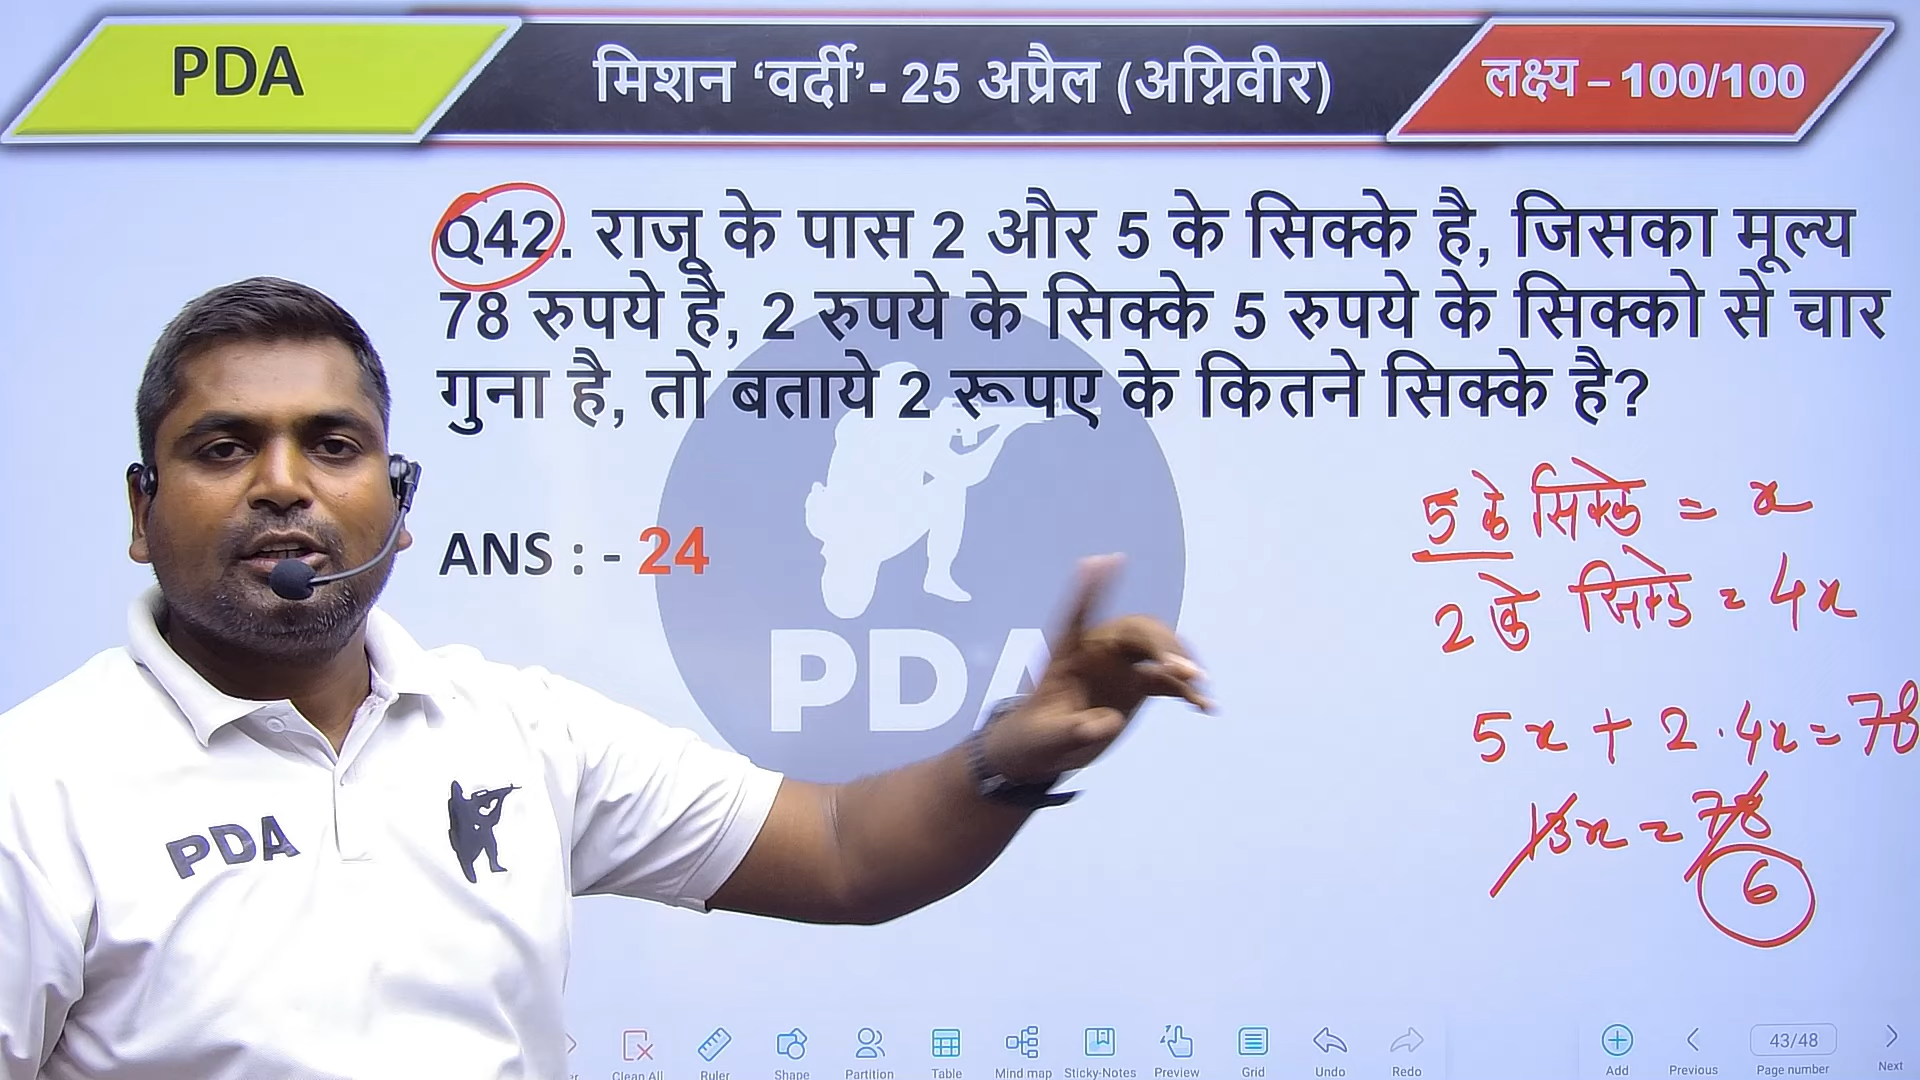 PDA
मिशन ‘वर्दी’- 25 अप्रैल (अग्निवीर)
लक्ष्य – 100/100
Q42. राजू के पास 2 और 5 के सिक्के है, जिसका मूल्य
78 रुपये है, 2 रुपये के सिक्के 5 रुपये के सिक्को से चार
गुना है, तो बताये 2 रूपए के कितने सिक्के है?
ANS : - 24
5 के सिक्के = x
2 के सिक्के = 4x
5x + 2.4x = 78
13x = 78
6
PDA
PDA
Clean All
Ruler
Shape
Partition
Table
Mind map
Sticky-Notes
Preview
Grid
Undo
Redo
Add
Previous
43/48
Page number
Next